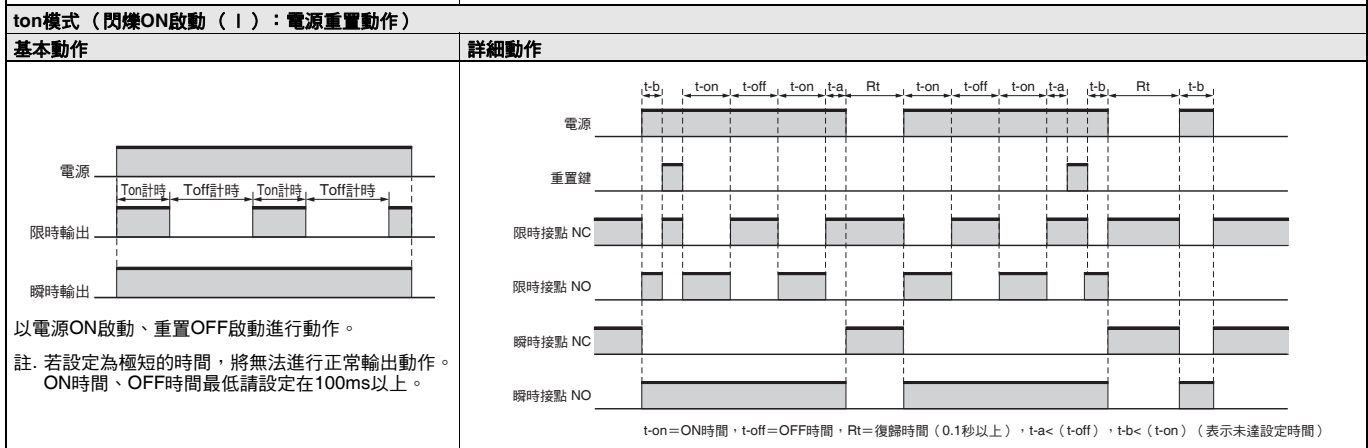 ton模式（閃爍ON啟動（Ｉ）：電源重置動作）
基本動作
詳細動作
電源
Ton計時 Toff計時 Ton計時 Toff計時
限時輸出
瞬時輸出
以電源ON啟動、重置OFF啟動進行動作。
註. 若設定為極短的時間，將無法進行正常輸出動作。
ON時間、OFF時間最低請設定在100ms以上。
t-b t-on t-off t-on t-a Rt t-on t-off t-on t-a t-b Rt t-b
電源
重置鍵
限時接點 NC
限時接點 NO
瞬時接點 NC
瞬時接點 NO
t-on＝ON時間，t-off＝OFF時間，Rt＝復歸時間（0.1秒以上），t-a<（t-off），t-b<（t-on）（表示未達設定時間）